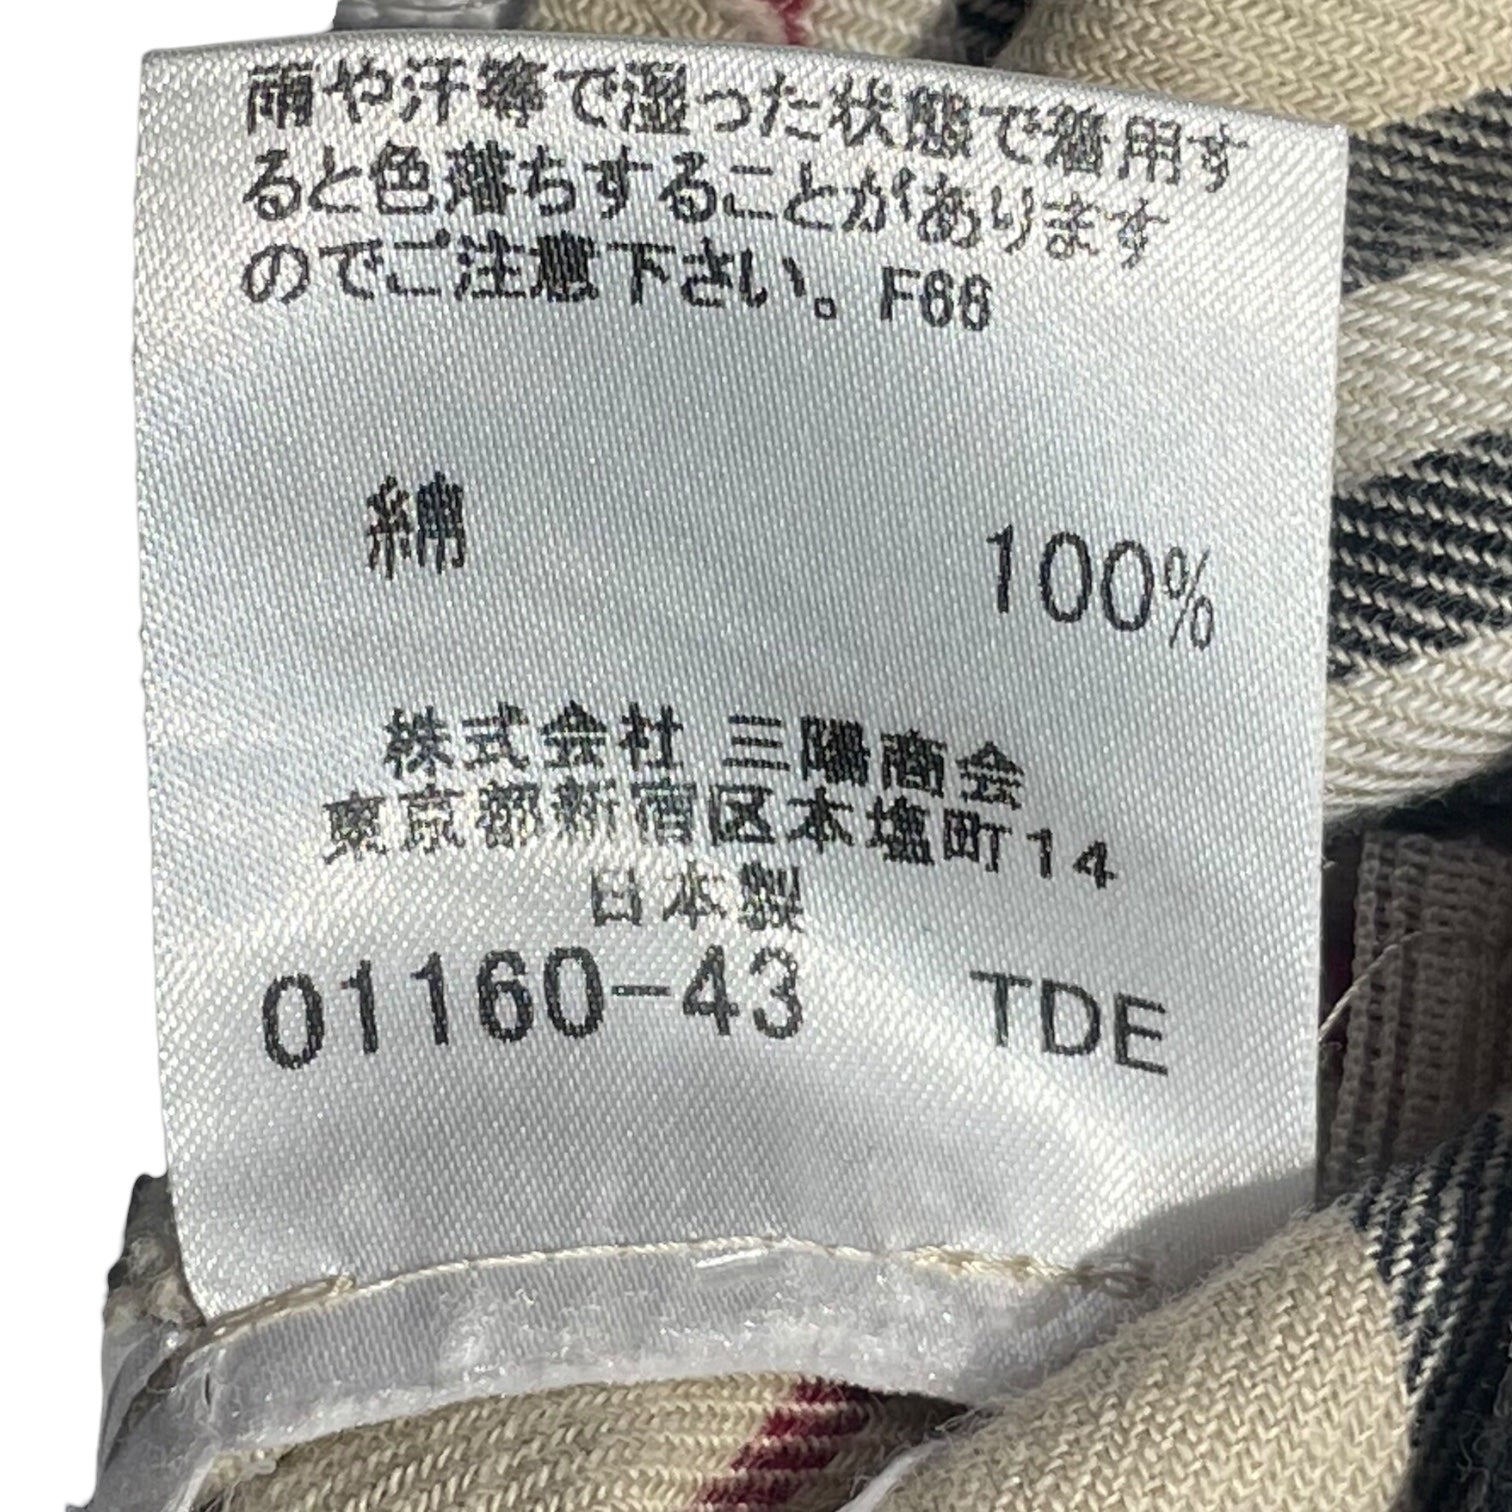 雨や汗等で湿った状態で着用す
ると色落ちすることがあります
のでご注意下さい。F66
綿 100%
株式会社 三陽商会
東京都新宿区本塩町14
日本製
01160-43 TDE